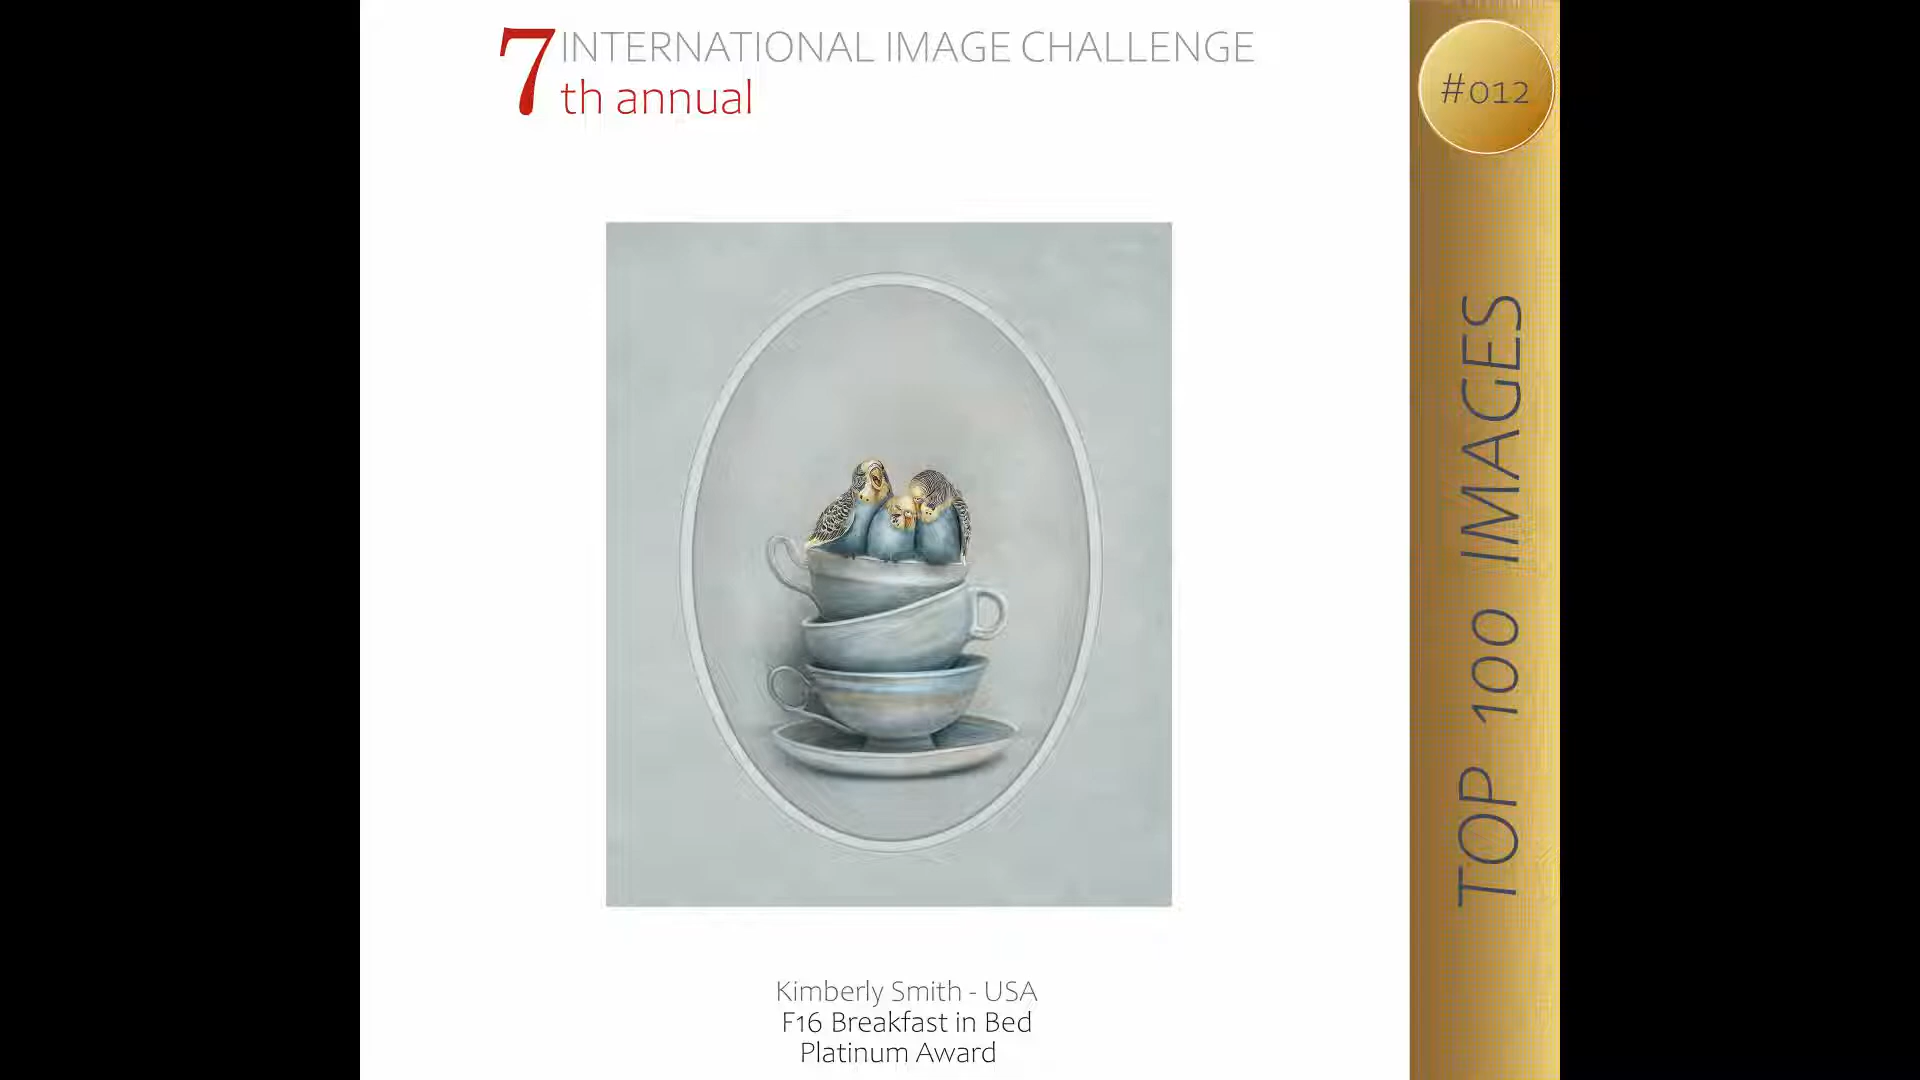 7 INTERNATIONAL IMAGE CHALLENGE
th annual
#012
TOP 100 IMAGES
Kimberly Smith - USA
F16 Breakfast in Bed
Platinum Award